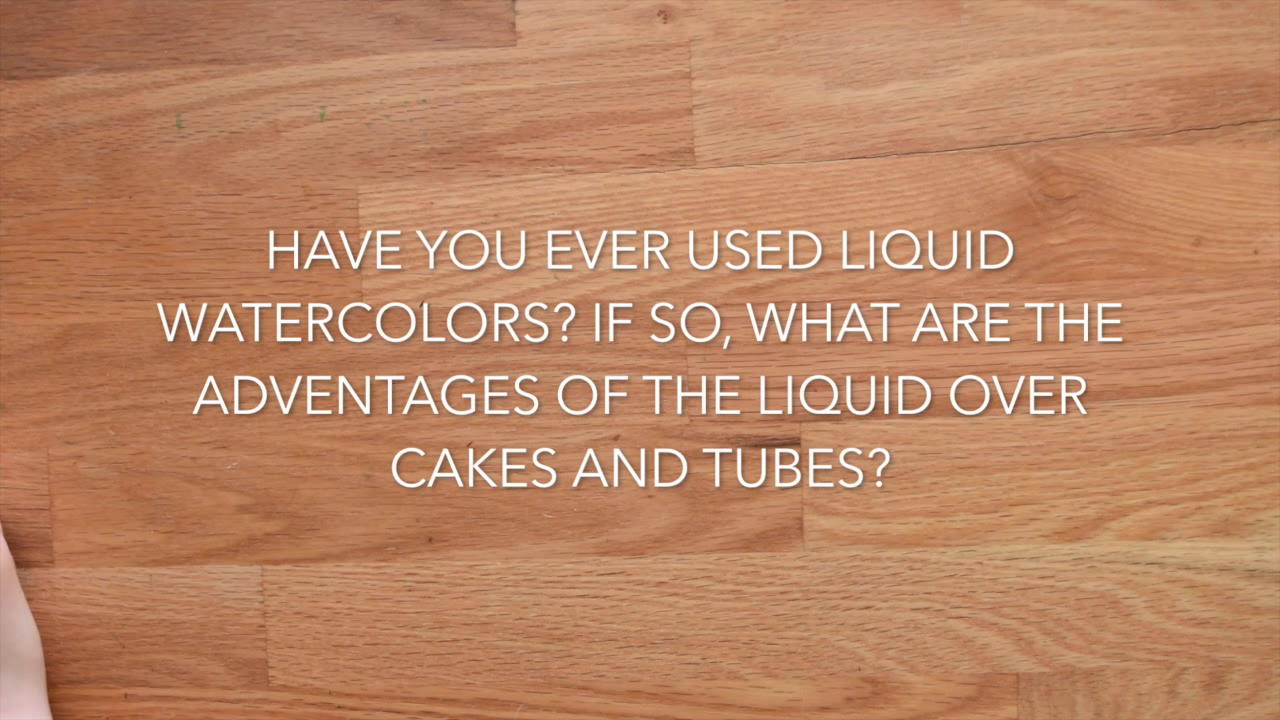 HAVE YOU EVER USED LIQUID
WATERCOLORS? IF SO, WHAT ARE THE
ADVENTAGES OF THE LIQUID OVER
CAKES AND TUBES?